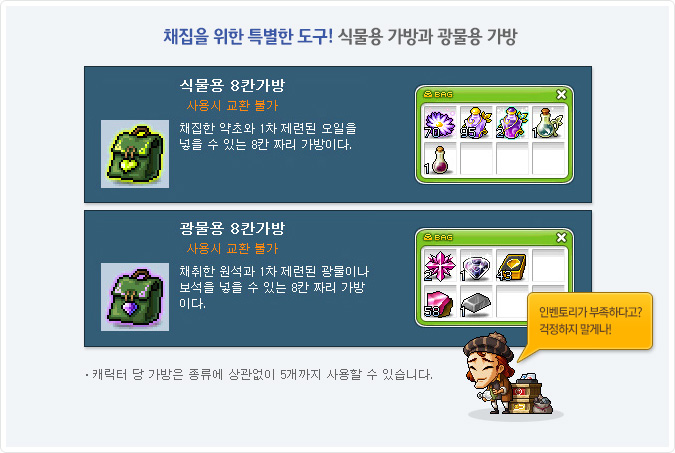 채집을 위한 특별한 도구! 식물용 가방과 광물용 가방
식물용 8칸가방
사용시 교환 불가
채집한 약초와 1차 제련된 오일을
넣을 수 있는 8칸 짜리 가방이다.
BAG
70 95 2 1
1
광물용 8칸가방
사용시 교환 불가
채취한 원석과 1차 제련된 광물이나
보석을 넣을 수 있는 8칸 짜리 가방
이다.
BAG
2 1 43
58 1
인벤토리가 부족하다고?
걱정하지 말게나!
· 캐릭터 당 가방은 종류에 상관없이 5개까지 사용할 수 있습니다.